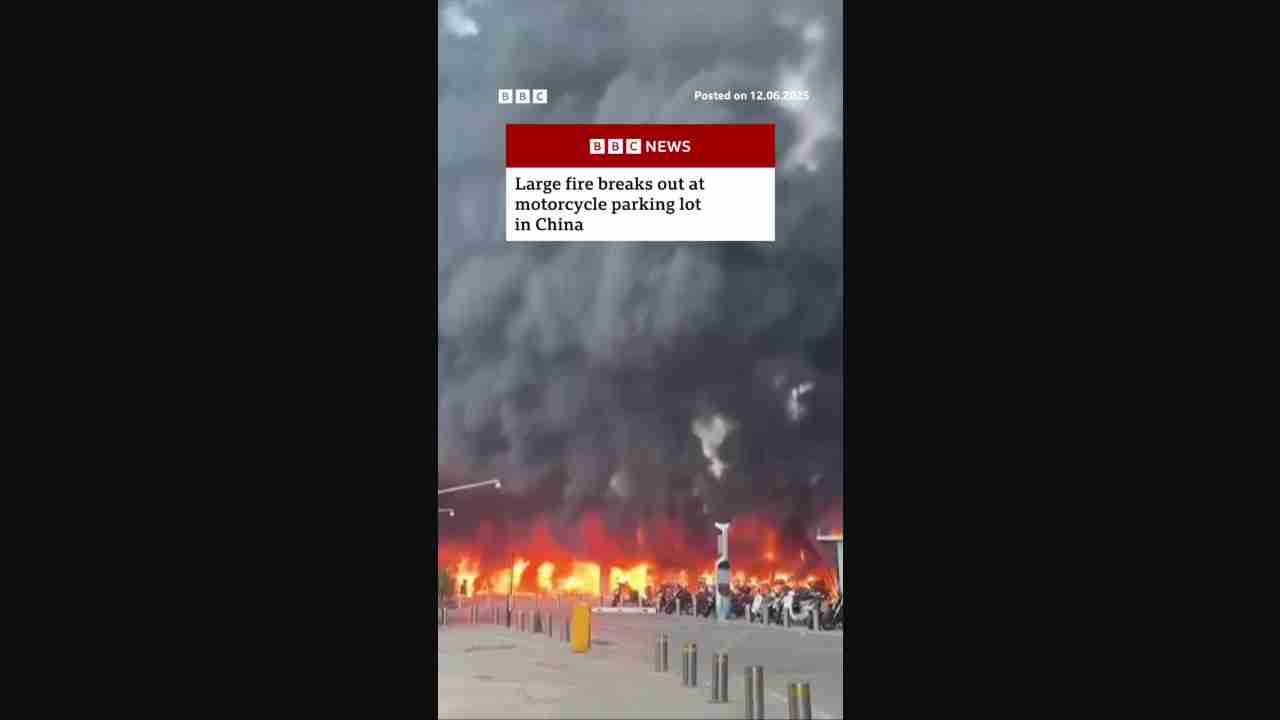 BBC
Posted on 12.06.2025
BBC NEWS
Large fire breaks out at
motorcycle parking lot
in China